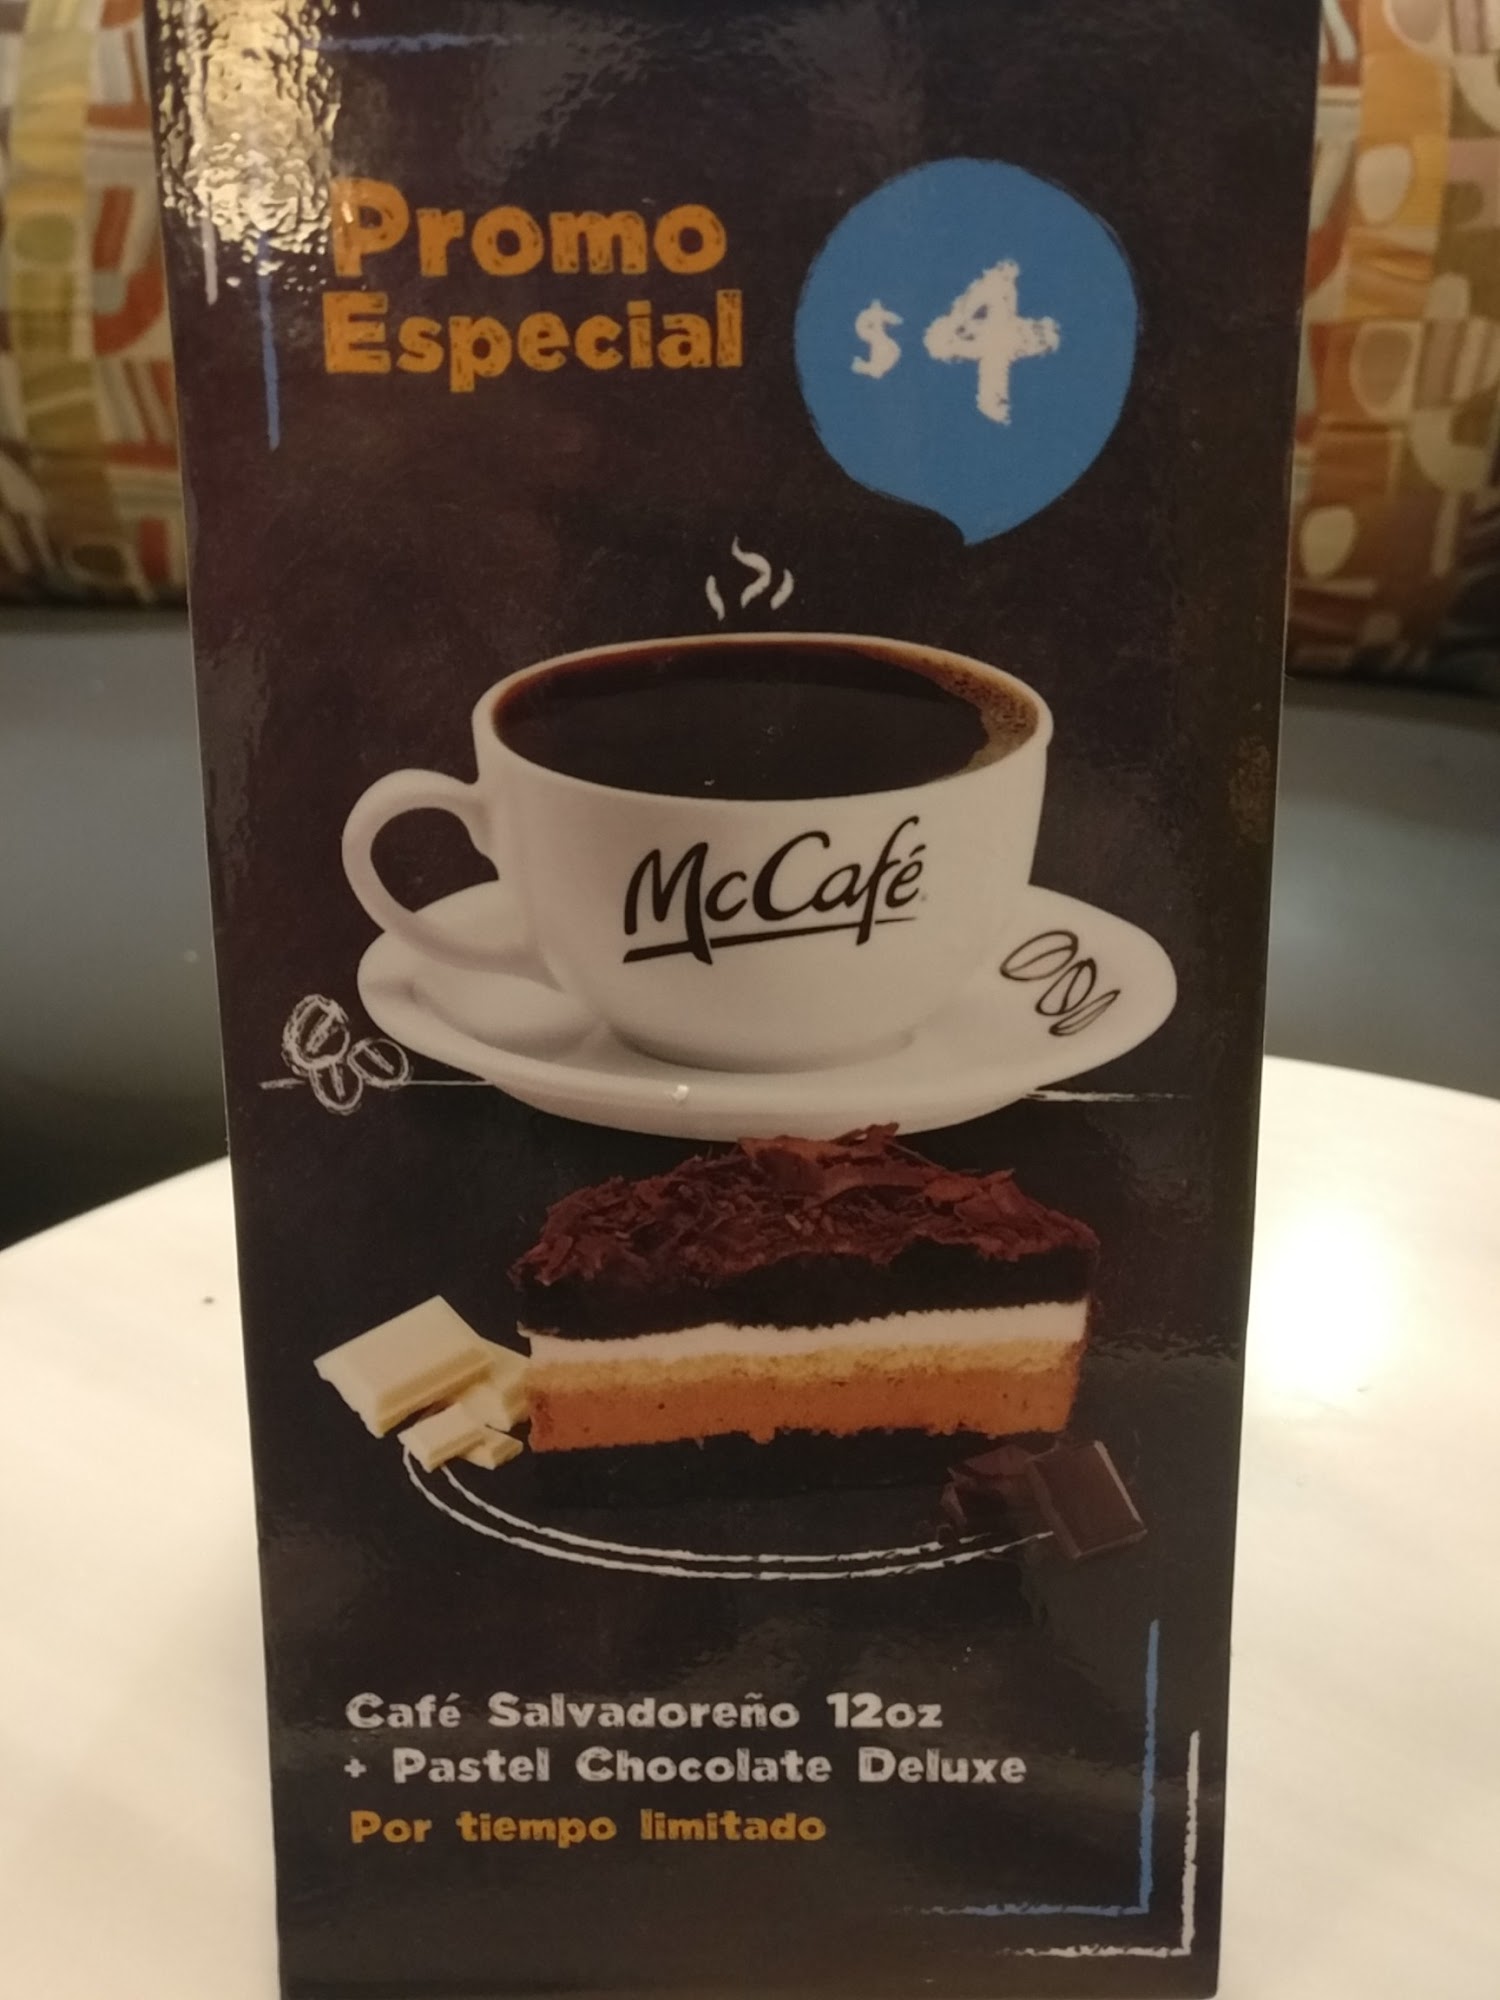 Promo
Especial
$4
McCafé
Café Salvadoreño 12oz
+ Pastel Chocolate Deluxe
Por tiempo limitado